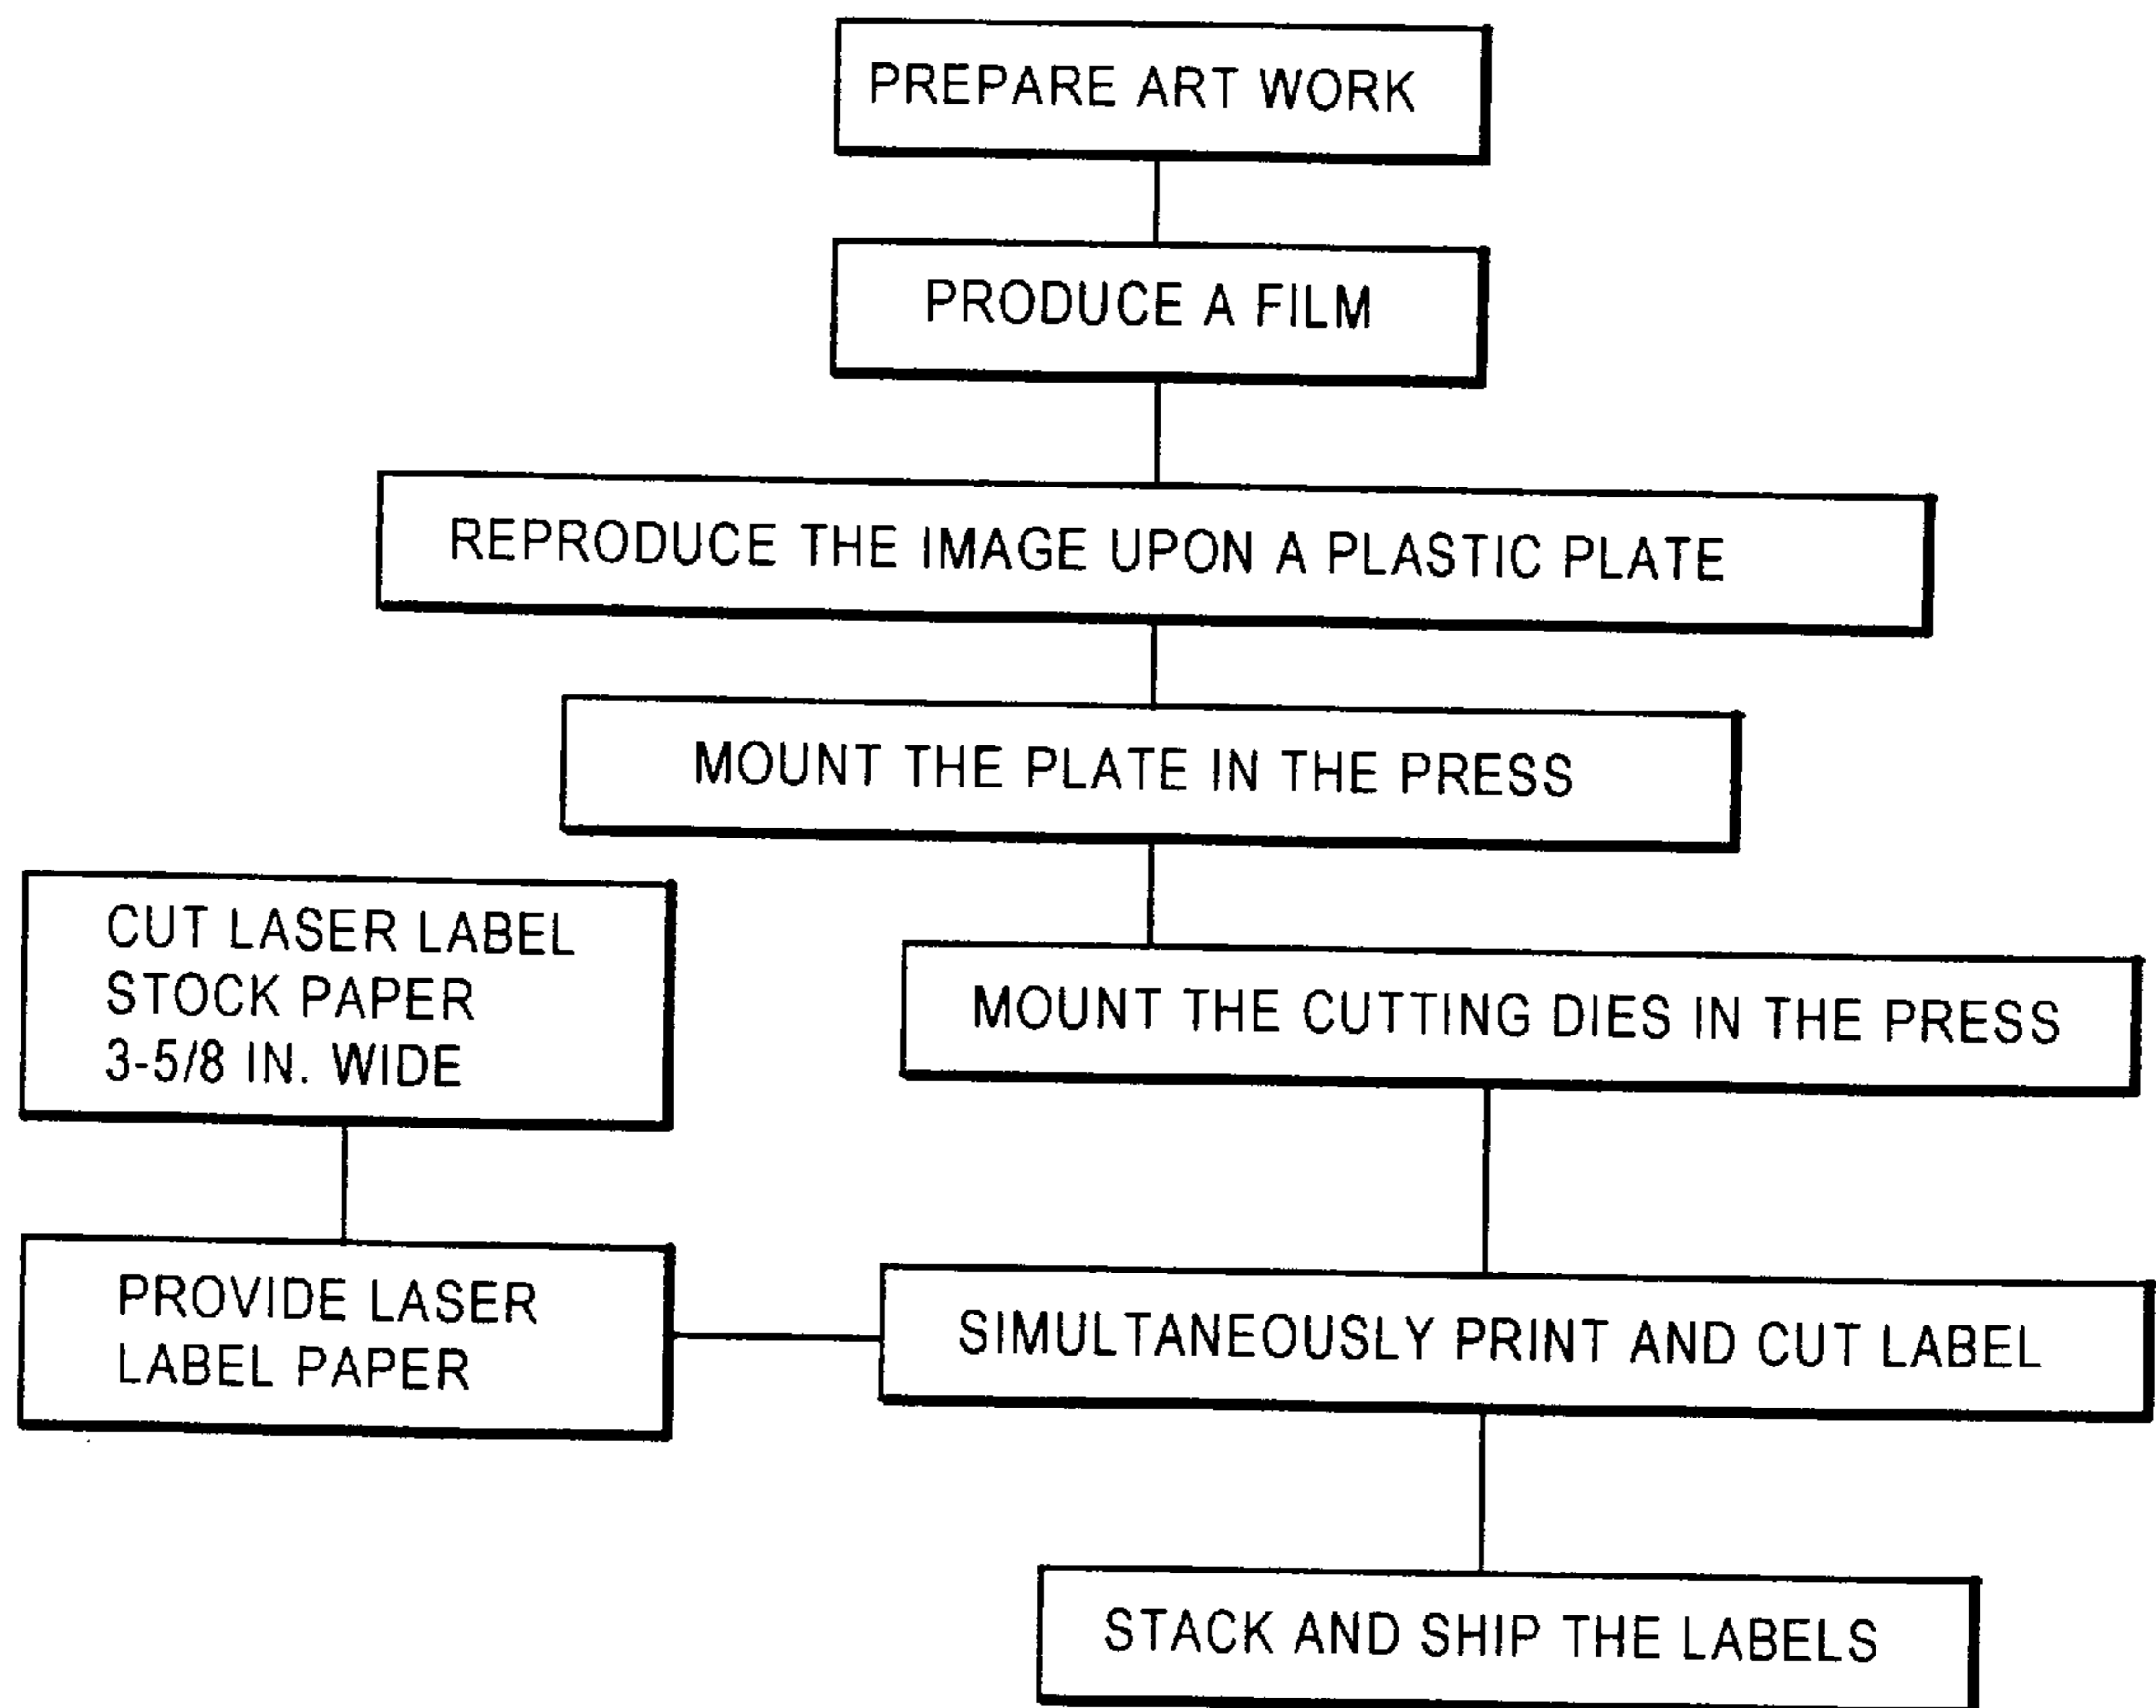 PREPARE ART WORK
PRODUCE A FILM
REPRODUCE THE IMAGE UPON A PLASTIC PLATE
MOUNT THE PLATE IN THE PRESS
CUT LASER LABEL
STOCK PAPER
3-5/8 IN. WIDE
MOUNT THE CUTTING DIES IN THE PRESS
PROVIDE LASER
LABEL PAPER
SIMULTANEOUSLY PRINT AND CUT LABEL
STACK AND SHIP THE LABELS